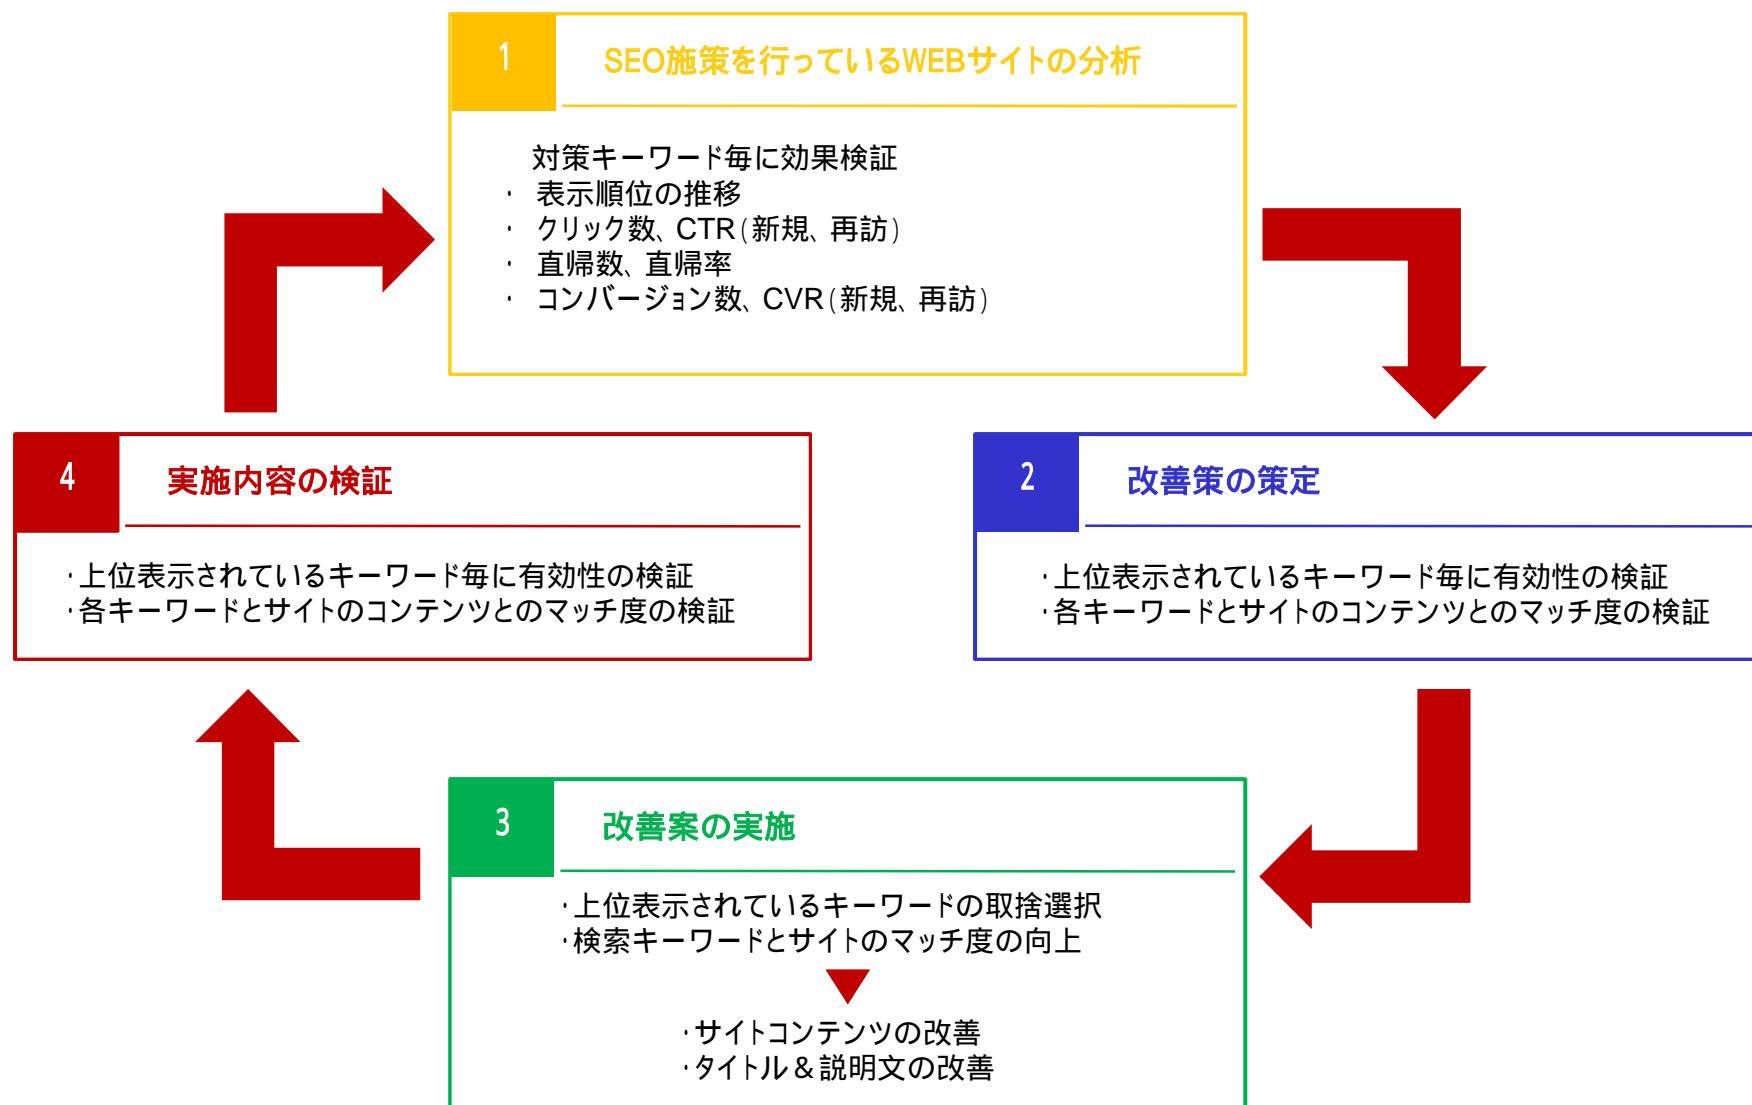 1
SEO施策を行っているWEBサイトの分析
対策キーワード毎に効果検証
・ 表示順位の推移
・ クリック数、CTR(新規、再訪)
・ 直帰数、直帰率
・ コンバージョン数、CVR(新規、再訪)
2
改善策の策定
・上位表示されているキーワード毎に有効性の検証
・各キーワードとサイトのコンテンツとのマッチ度の検証
3
改善案の実施
・上位表示されているキーワードの取捨選択
・検索キーワードとサイトのマッチ度の向上
・サイトコンテンツの改善
・タイトル&説明文の改善
4
実施内容の検証
・上位表示されているキーワード毎に有効性の検証
・各キーワードとサイトのコンテンツとのマッチ度の検証